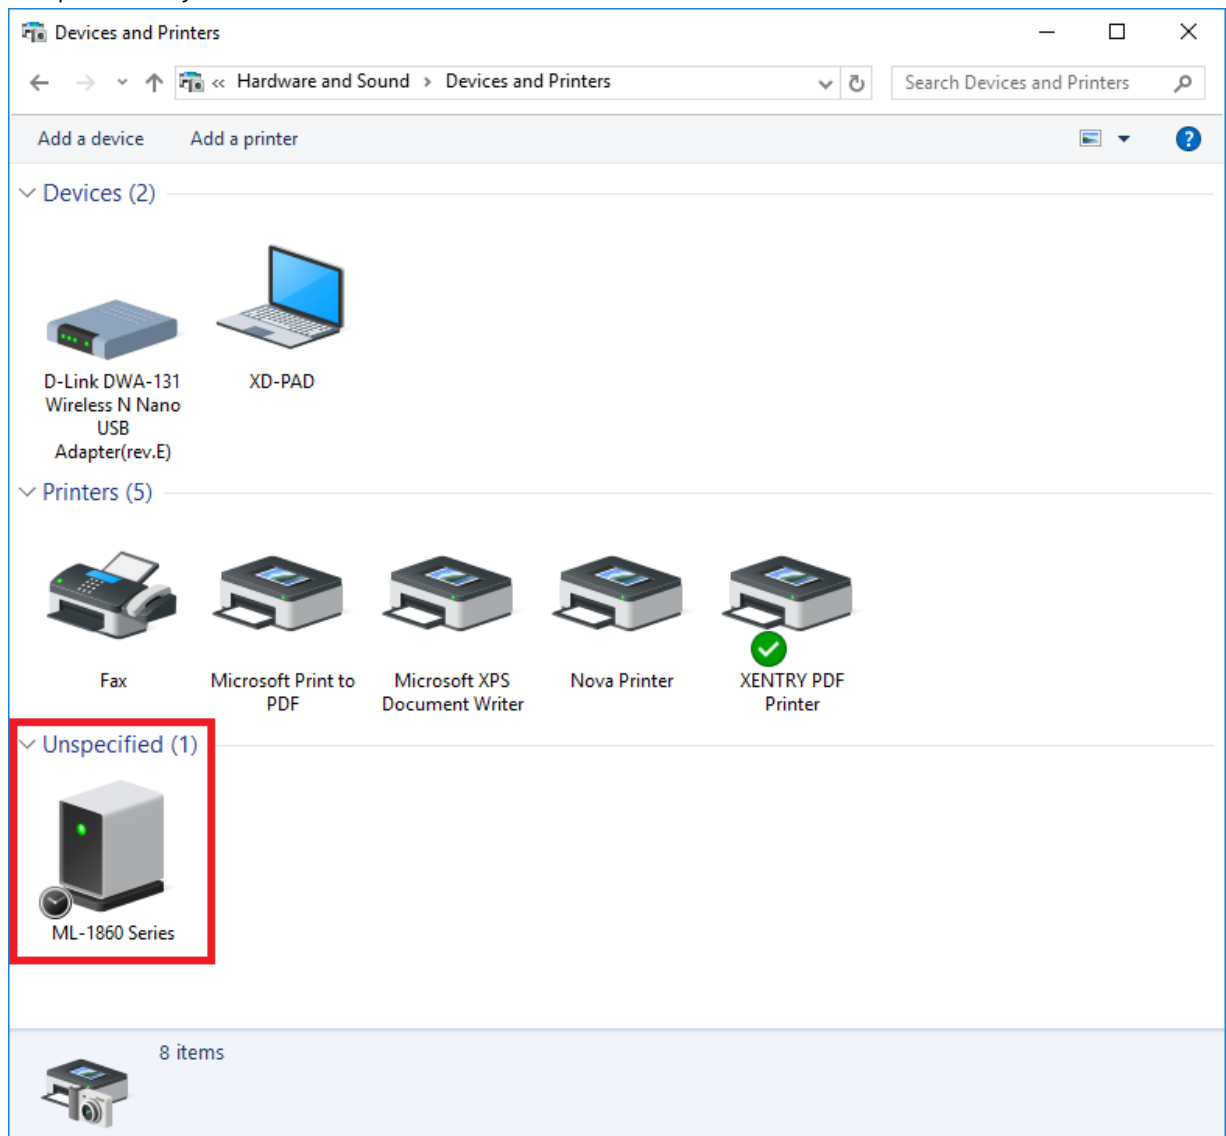 Devices and Printers
« Hardware and Sound > Devices and Printers
Search Devices and Printers
Add a device Add a printer
Devices (2)
D-Link DWA-131
Wireless N Nano
USB
Adapter(rev.E)
XD-PAD
Printers (5)
Fax
Microsoft Print to
PDF
Microsoft XPS
Document Writer
Nova Printer
XENTRY PDF
Printer
Unspecified (1)
ML-1860 Series
8 items